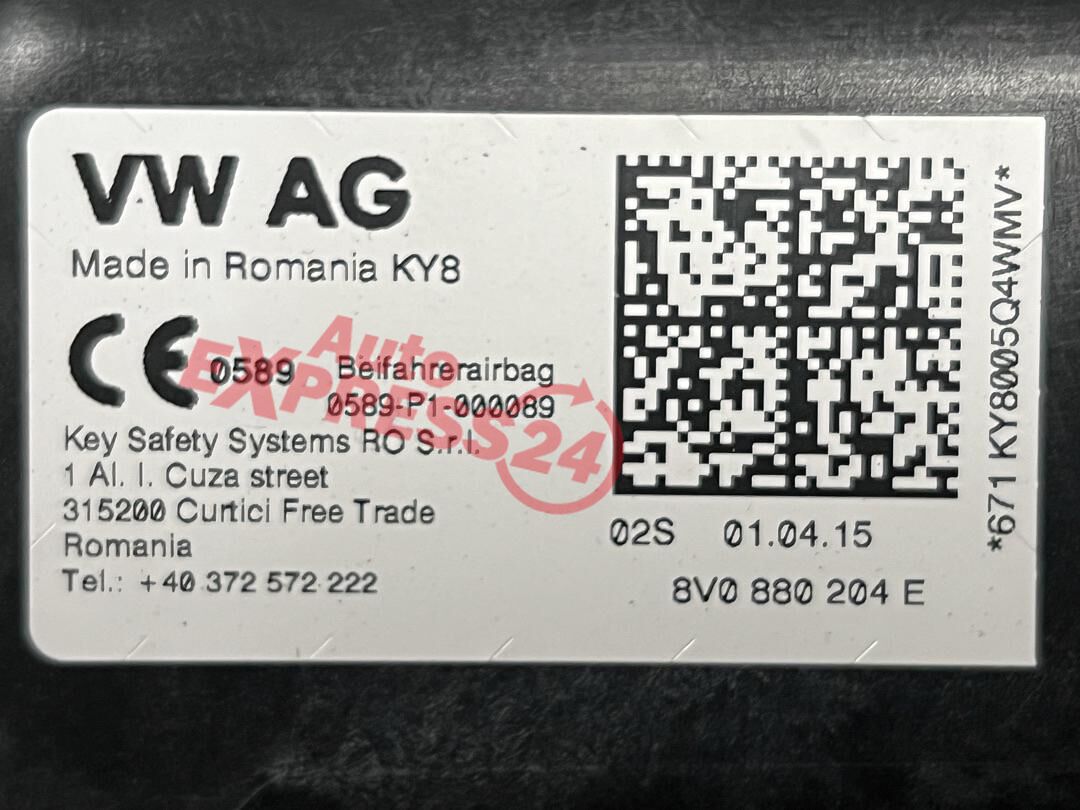 VW AG
Made in Romania KY8
CE 0589 Beifahrerairbag
0589-P1-000089
Key Safety Systems RO S.r.l.
1 Al. I. Cuza street
315200 Curtici Free Trade
Romania
Tel.: +40 372 572 222
02S 01.04.15
8V0 880 204 E
*671 KY8005Q4WMV*
Auto
EXPRESS24